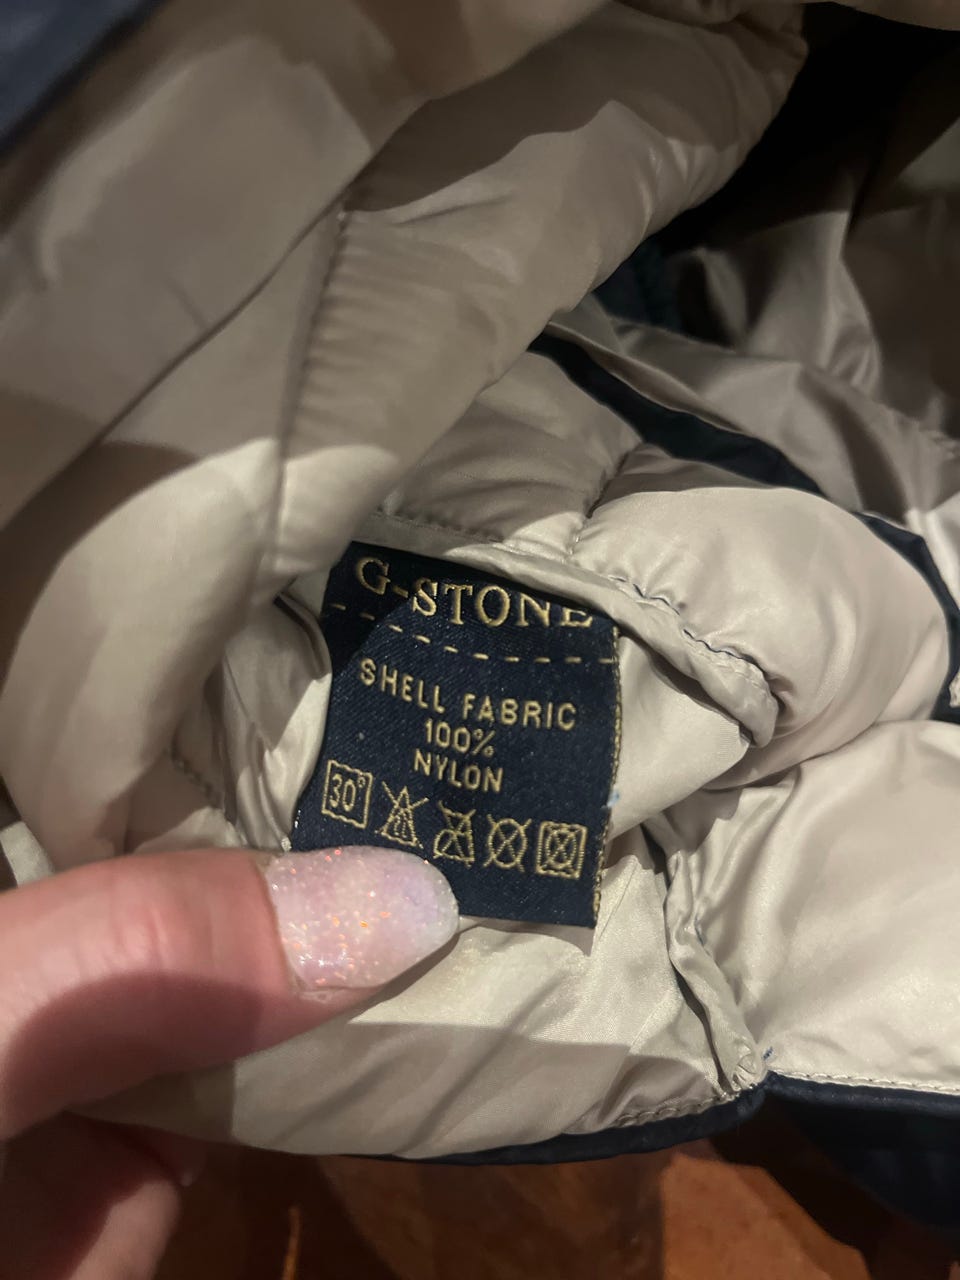 G-STONE
SHELL FABRIC
100%
NYLON
30°